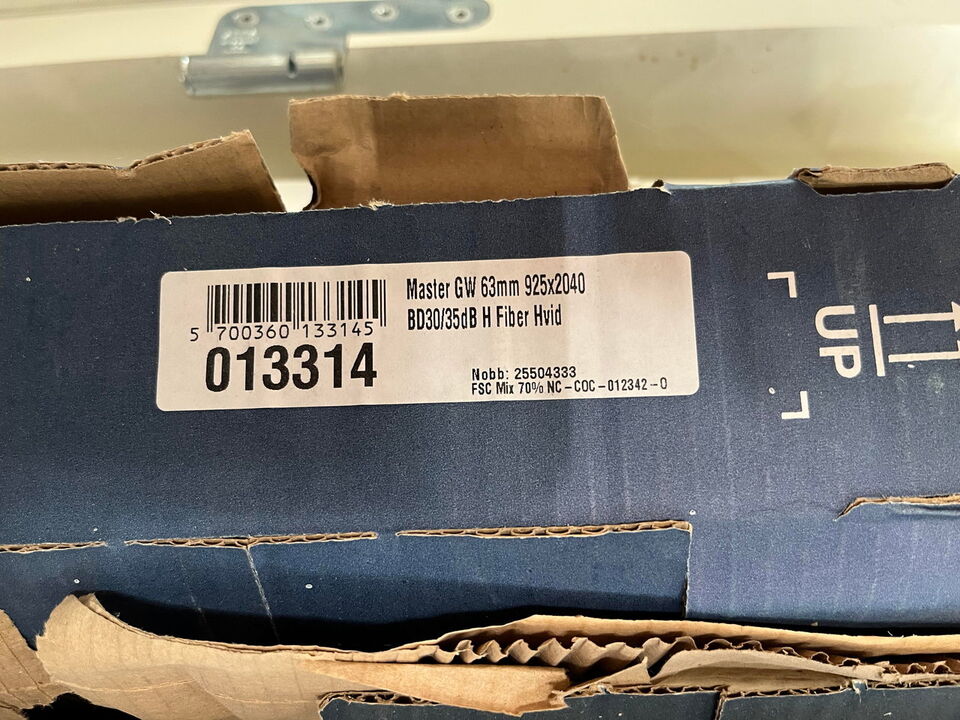 Master GW 63mm 925x2040
BD30/35dB H Fiber Hvid
5 700360 133145
013314
Nobb: 25504333
FSC Mix 70% NC-COC-012342-0
UP